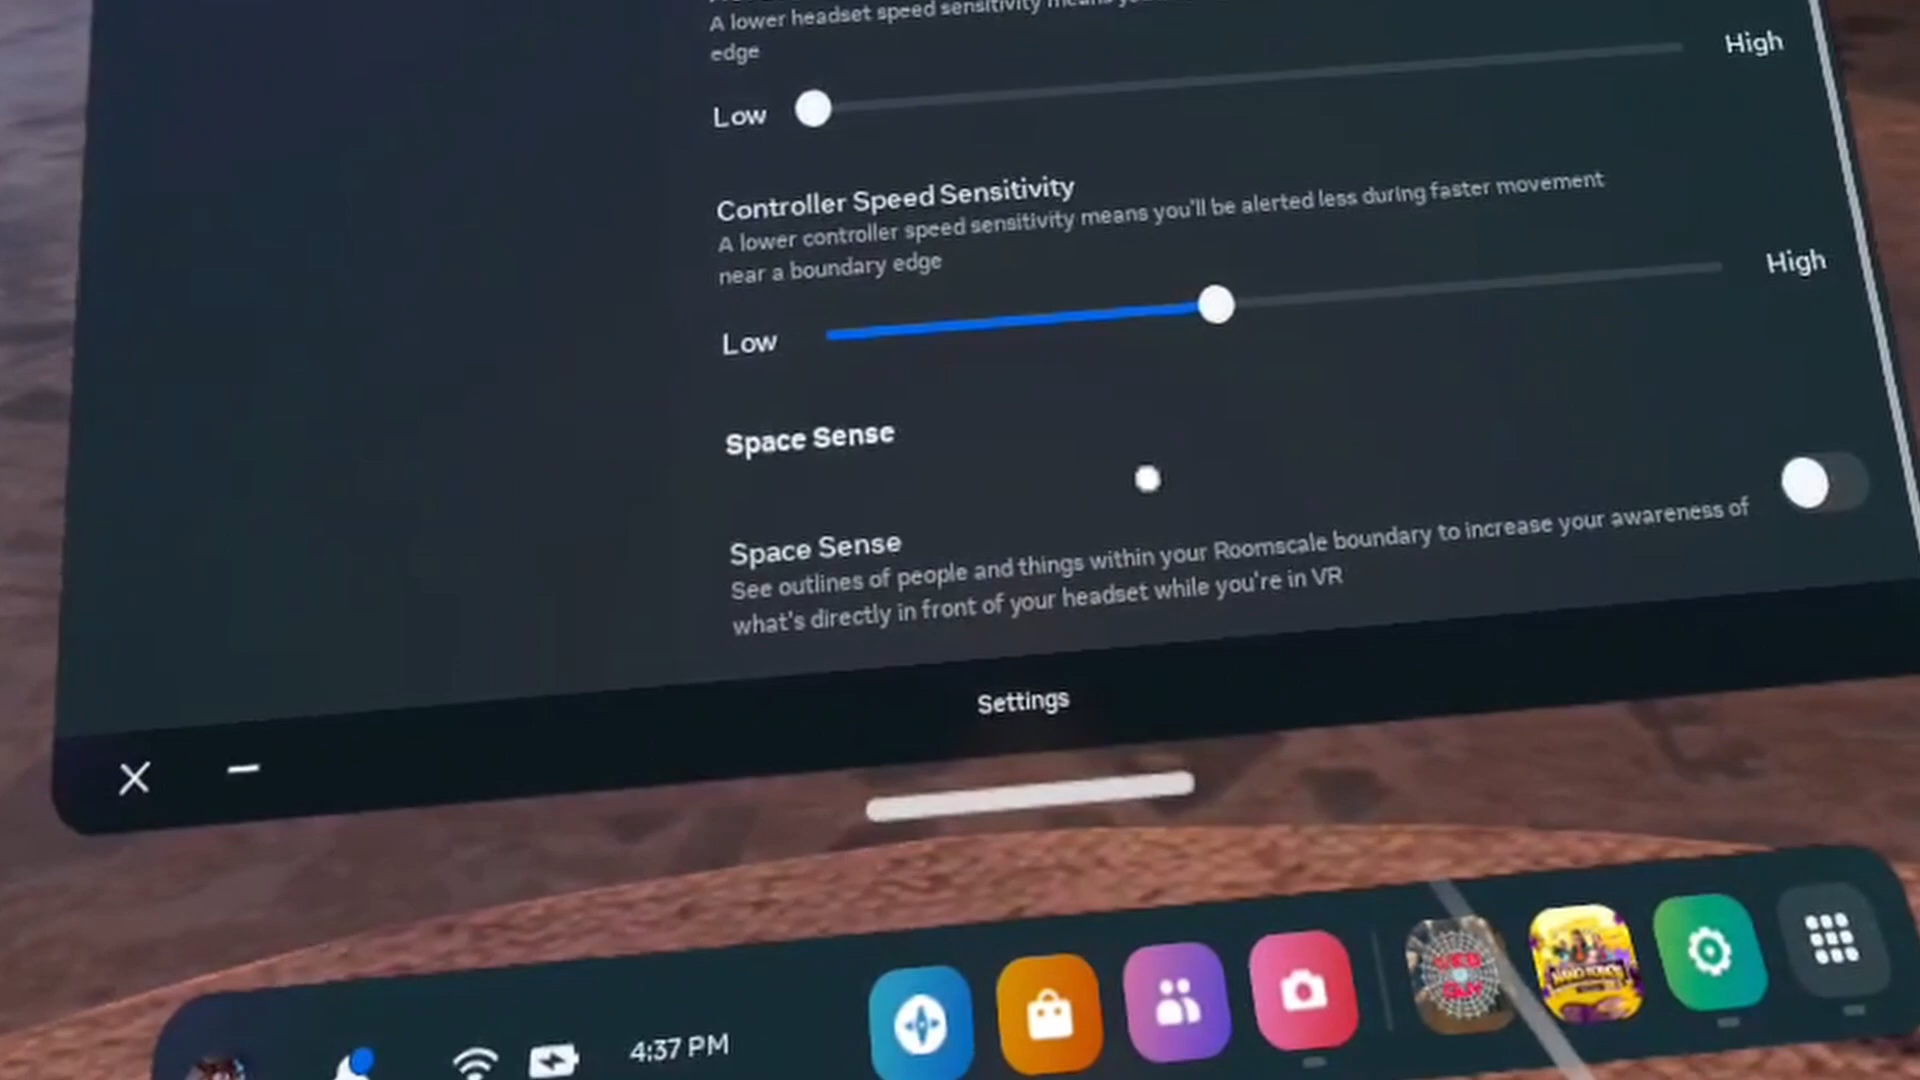 A lower headset speed sensitivity means
edge
Low
High
Controller Speed Sensitivity
A lower controller speed sensitivity means you'll be alerted less during faster movement
near a boundary edge
Low
High
Space Sense
Space Sense
See outlines of people and things within your Roomscale boundary to increase your awareness of
what's directly in front of your headset while you're in VR
Settings
4:37 PM